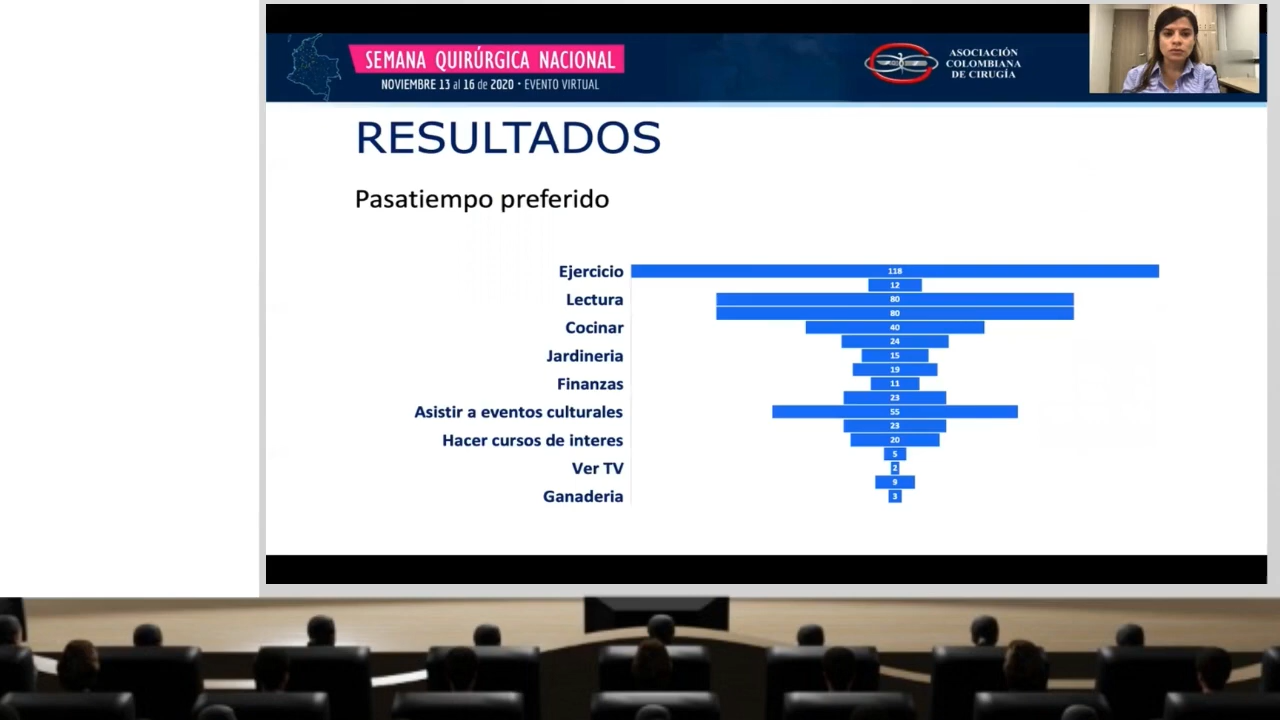 SEMANA QUIRÚRGICA NACIONAL
NOVIEMBRE 13 al 16 de 2020 • EVENTO VIRTUAL
ASOCIACIÓN
COLOMBIANA
DE CIRUGÍA
RESULTADOS
Pasatiempo preferido
Ejercicio 118
12
Lectura 80
80
Cocinar 40
24
Jardineria 15
19
Finanzas 11
23
Asistir a eventos culturales 55
23
Hacer cursos de interes 20
5
Ver TV 2
9
Ganaderia 3